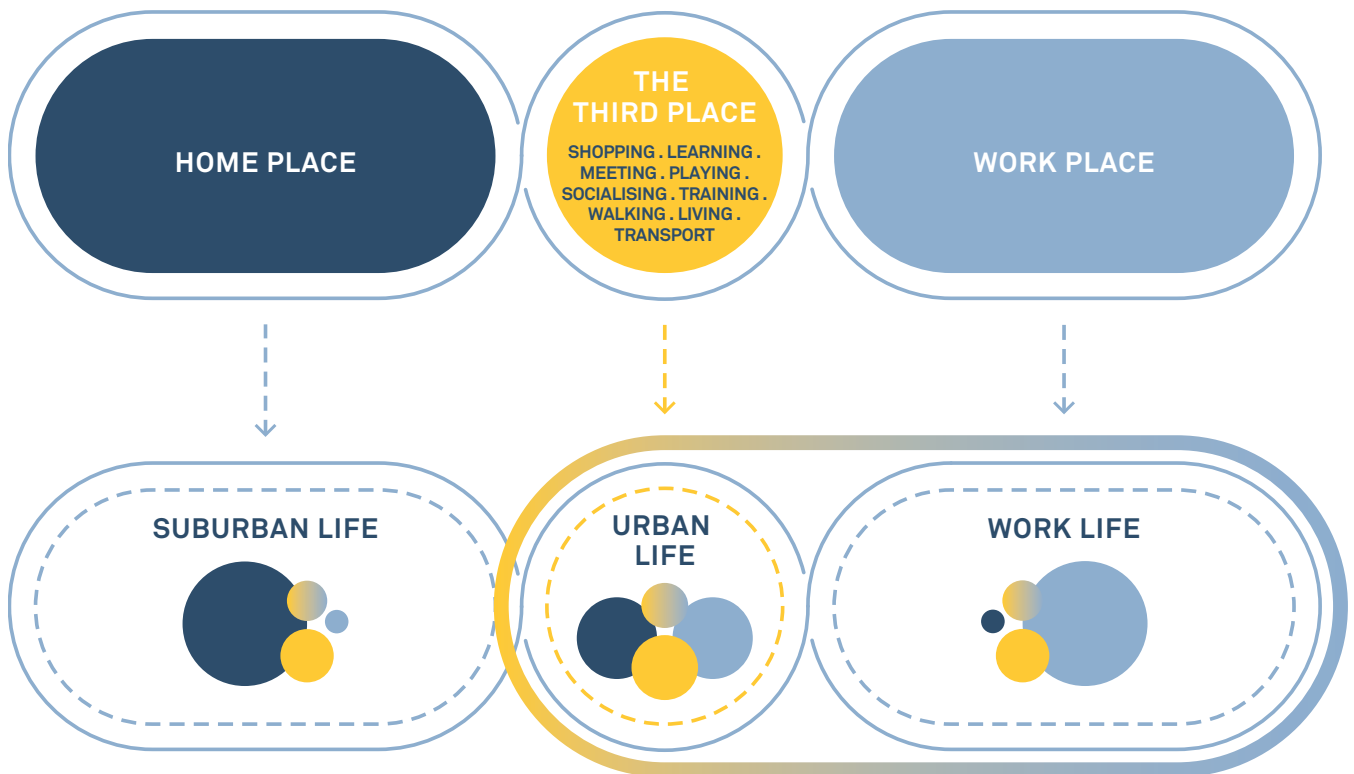 HOME PLACE
THE
THIRD PLACE
SHOPPING . LEARNING .
MEETING . PLAYING .
SOCIALISING . TRAINING .
WALKING . LIVING .
TRANSPORT
WORK PLACE
SUBURBAN LIFE
URBAN
LIFE
WORK LIFE